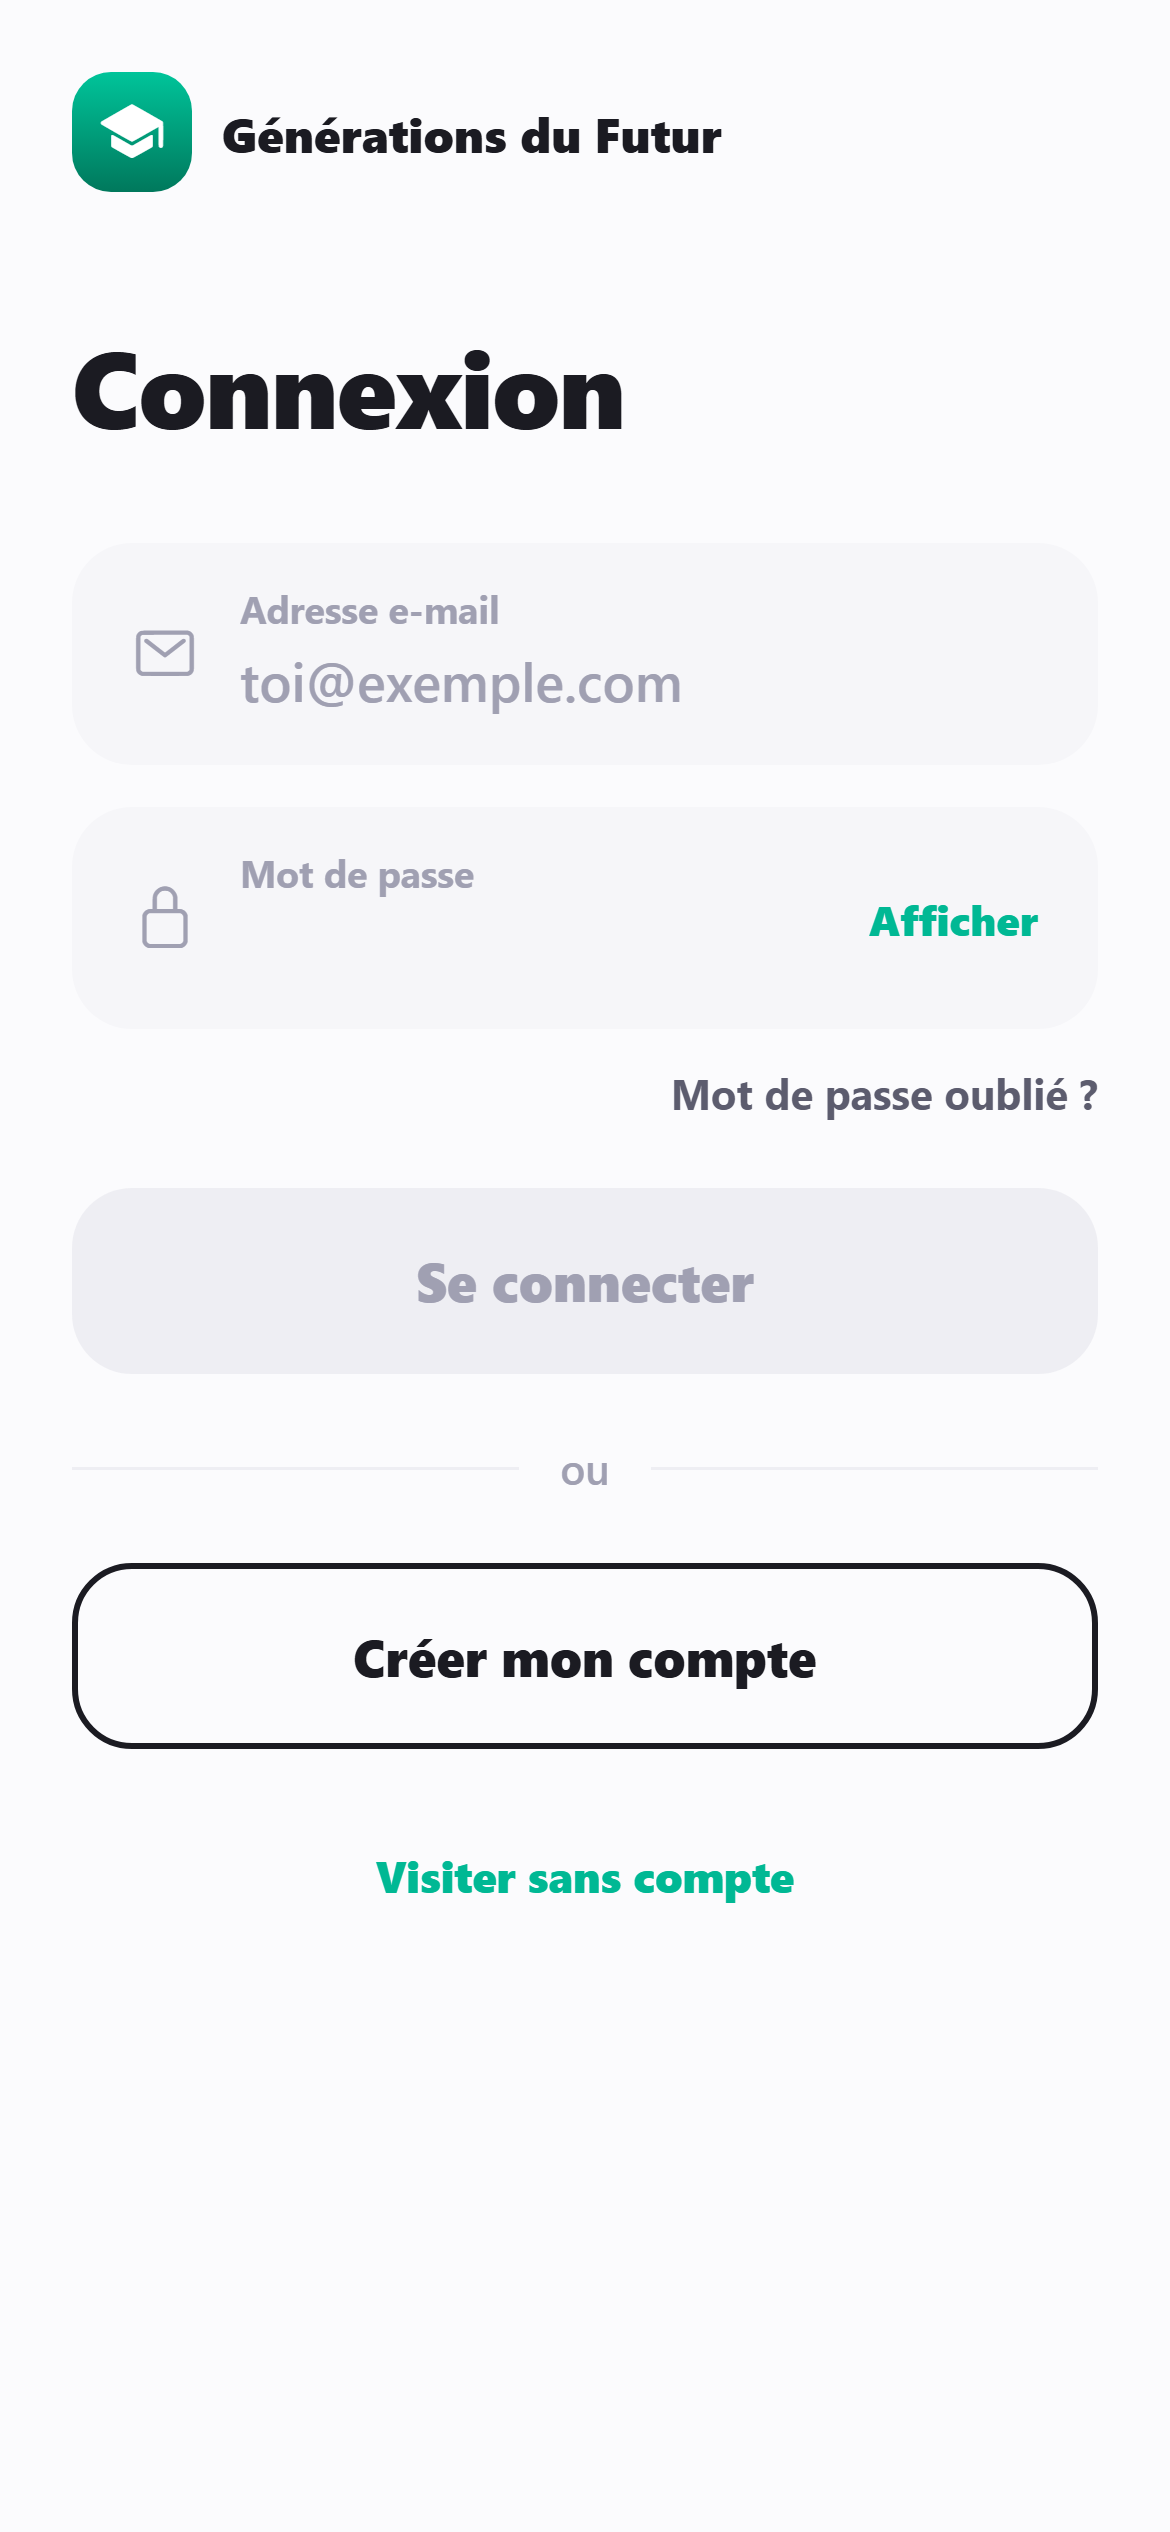 Générations du Futur
Connexion
Adresse e-mail
toi@exemple.com
Mot de passe
Afficher
Mot de passe oublié ?
Se connecter
ou
Créer mon compte
Visiter sans compte